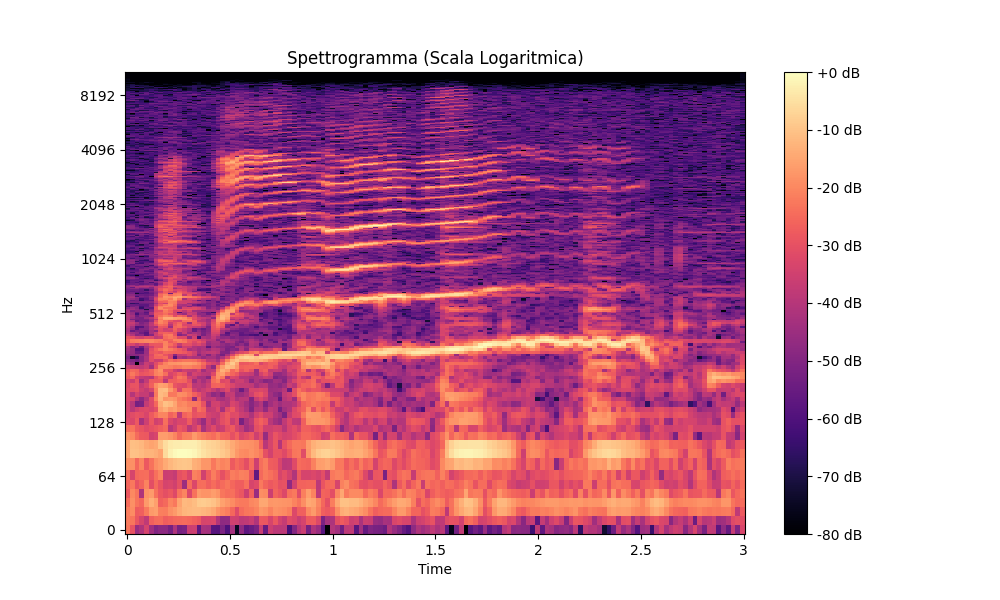 Spettrogramma (Scala Logaritmica)
Hz
8192
4096
2048
1024
512
256
128
64
0
0 0.5 1 1.5 2 2.5 3
Time
+0 dB
-10 dB
-20 dB
-30 dB
-40 dB
-50 dB
-60 dB
-70 dB
-80 dB